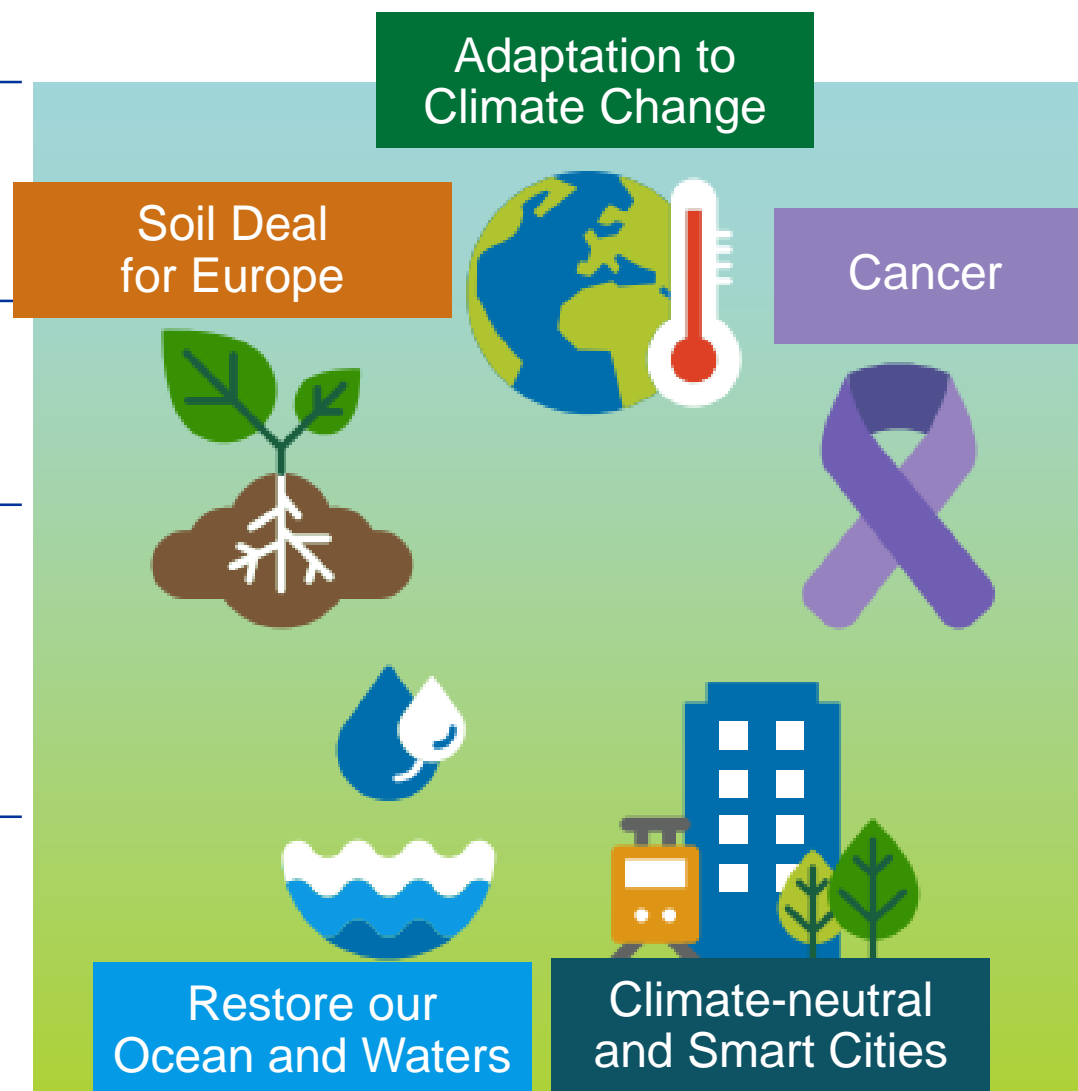 Adaptation to
Climate Change
Soil Deal
for Europe
Cancer
Restore our
Ocean and Waters
Climate-neutral
and Smart Cities